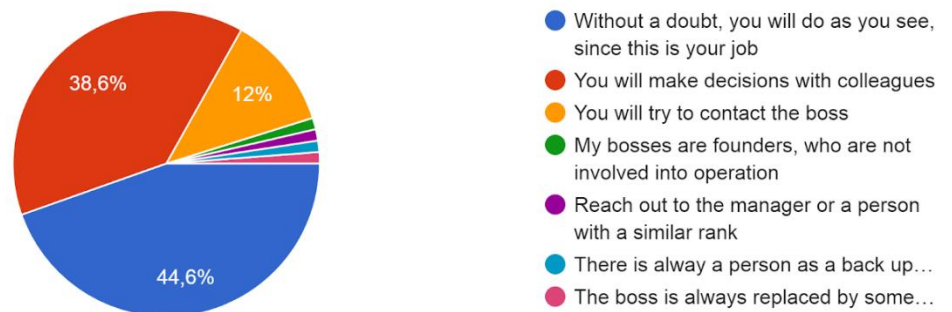 38,6%
12%
44,6%
Without a doubt, you will do as you see,
since this is your job
You will make decisions with colleagues
You will try to contact the boss
My bosses are founders, who are not
involved into operation
Reach out to the manager or a person
with a similar rank
There is alway a person as a back up…
The boss is always replaced by some…